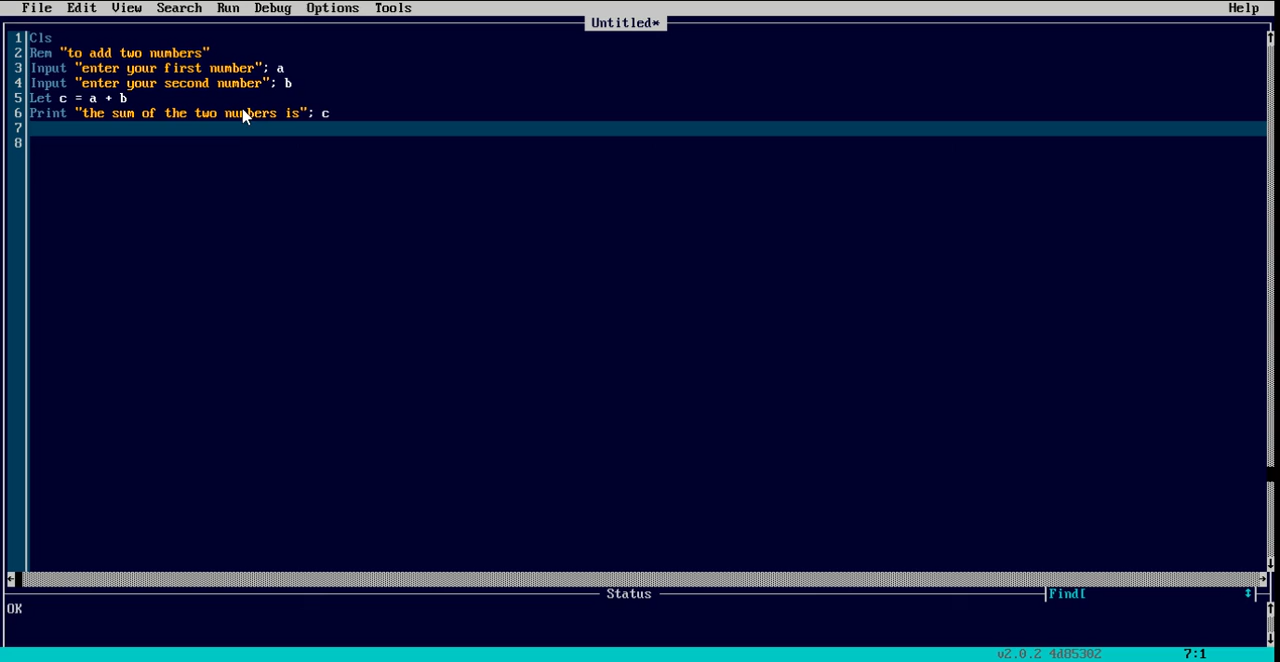 File Edit View Search Run Debug Options Tools Help
Untitled*
1 Cls
2 Rem "to add two numbers"
3 Input "enter your first number"; a
4 Input "enter your second number"; b
5 Let c = a + b
6 Print "the sum of the two numbers is"; c
7
8
Status Find[
OK
v2.0.2 4d85302 7:1